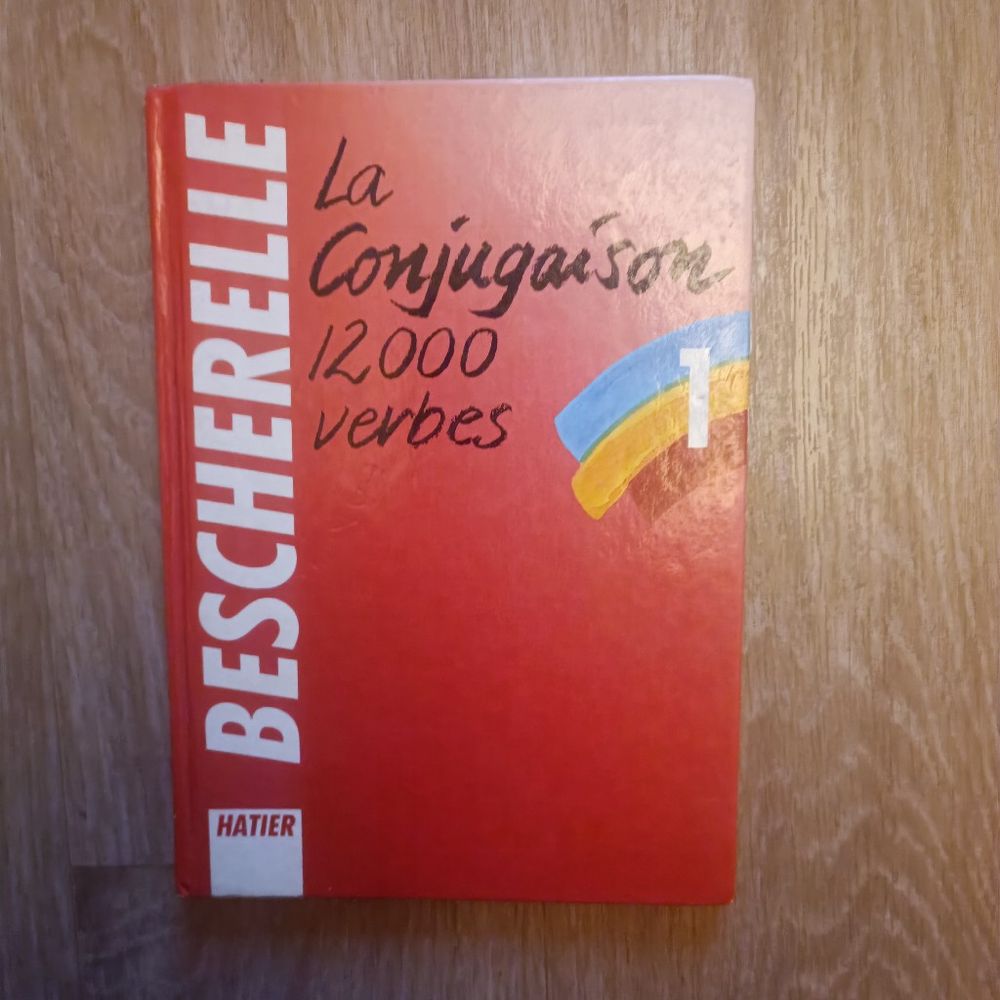 BESCHERELLE
La
Conjugaison
12000
verbes
1
HATIER